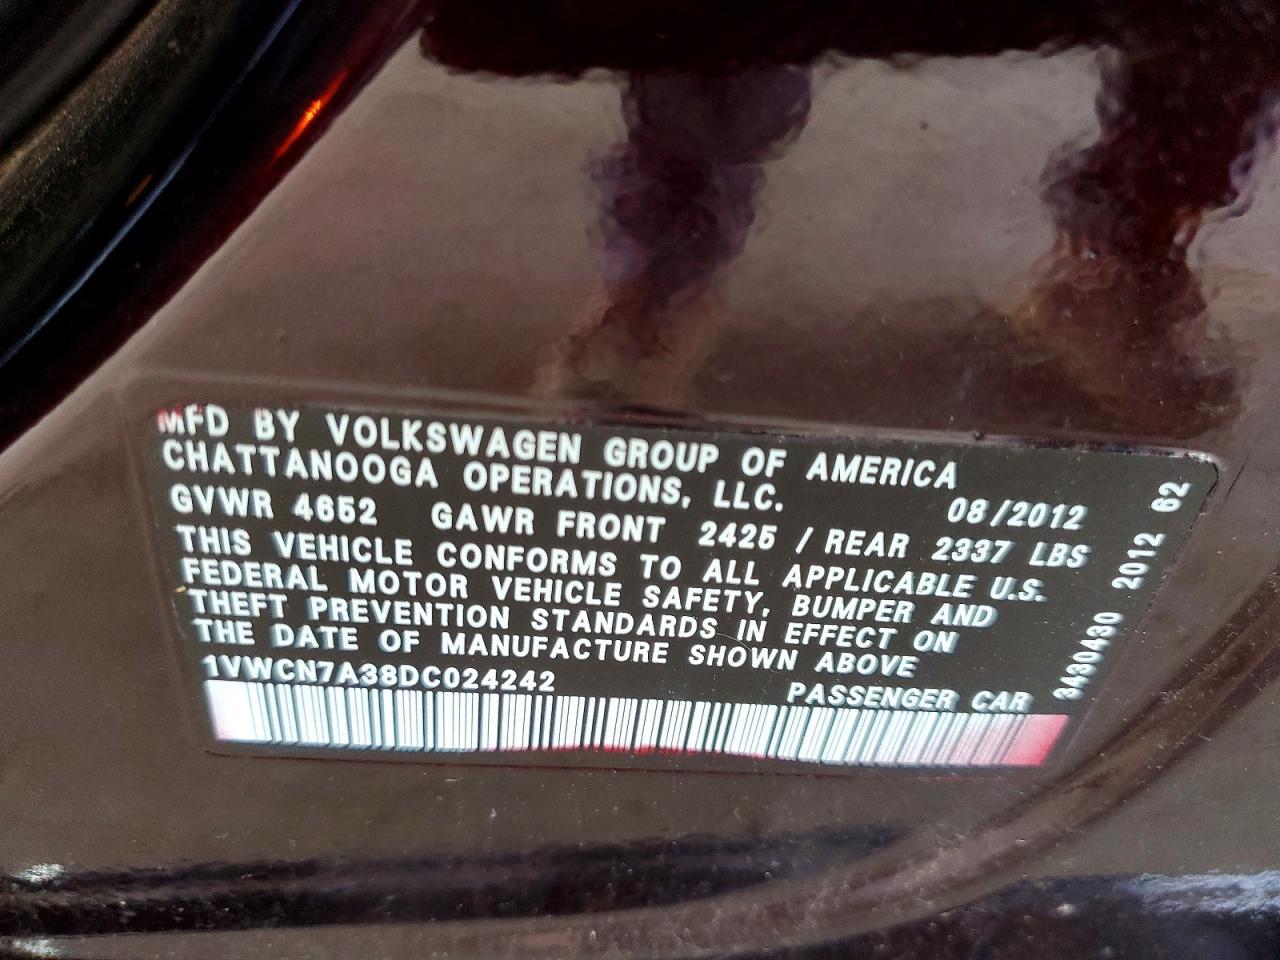 MFD BY VOLKSWAGEN GROUP OF AMERICA
CHATTANOOGA OPERATIONS, LLC.
08/2012
GVWR 4652 GAWR FRONT 2425 / REAR 2337 LBS
THIS VEHICLE CONFORMS TO ALL APPLICABLE U.S.
FEDERAL MOTOR VEHICLE SAFETY, BUMPER AND
THEFT PREVENTION STANDARDS IN EFFECT ON
THE DATE OF MANUFACTURE SHOWN ABOVE
1VWCN7A38DC024242 PASSENGER CAR
3430430 2012 62